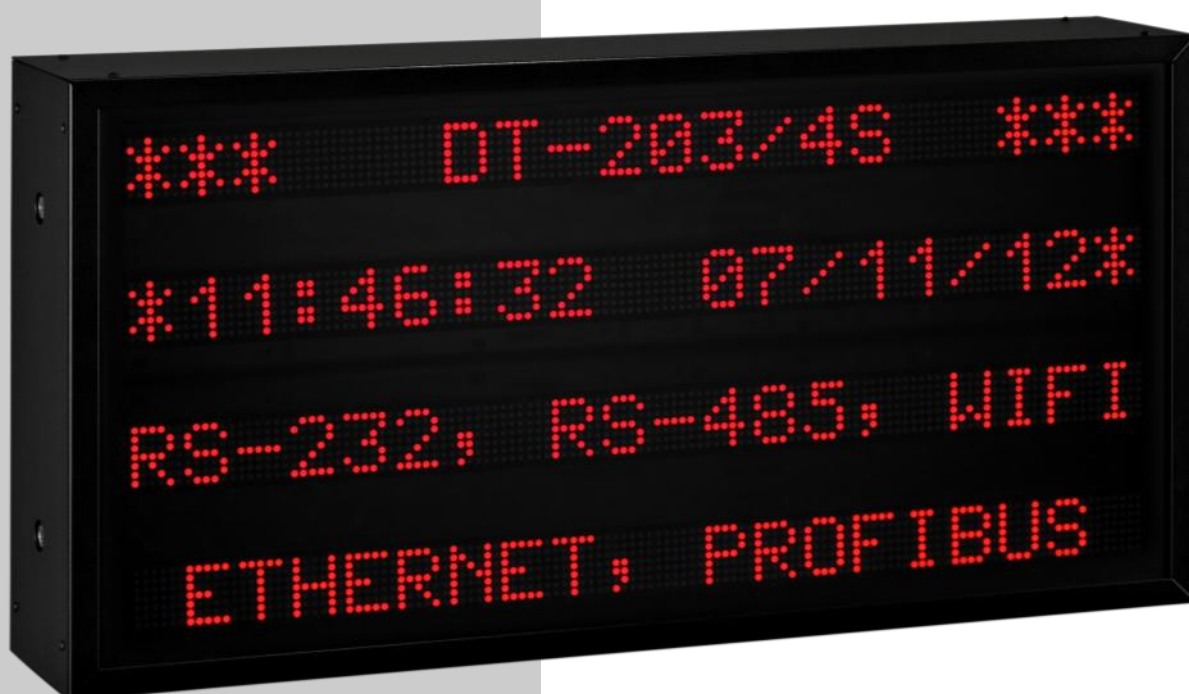 *** DT-203/4S ***
*11:46:32 07/11/12*
RS-232, RS-485, WIFI
ETHERNET, PROFIBUS